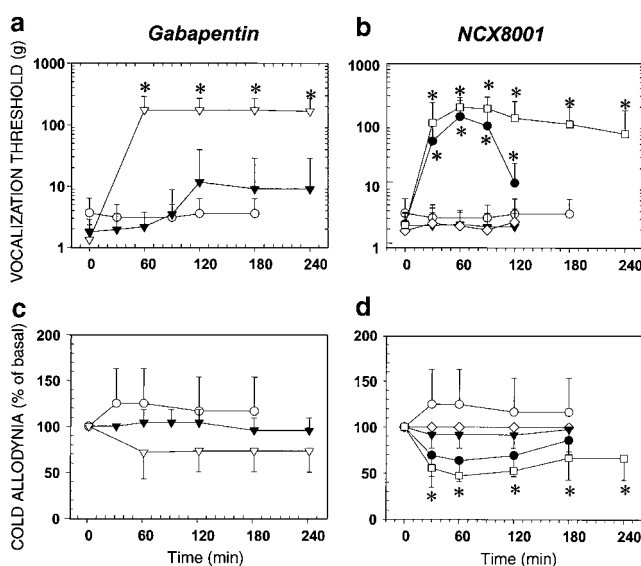 a
Gabapentin
b
NCX8001
VOCALIZATION THRESHOLD (g)
1000
100
10
1
* * * *
0 60 120 180 240
1000
100
10
1
* * * * * *
* * * *
0 60 120 180 240
c
d
COLD ALLODYNIA (% of basal)
200
150
100
50
0
0 60 120 180 240
Time (min)
200
150
100
50
0
* * * *
0 60 120 180 240
Time (min)